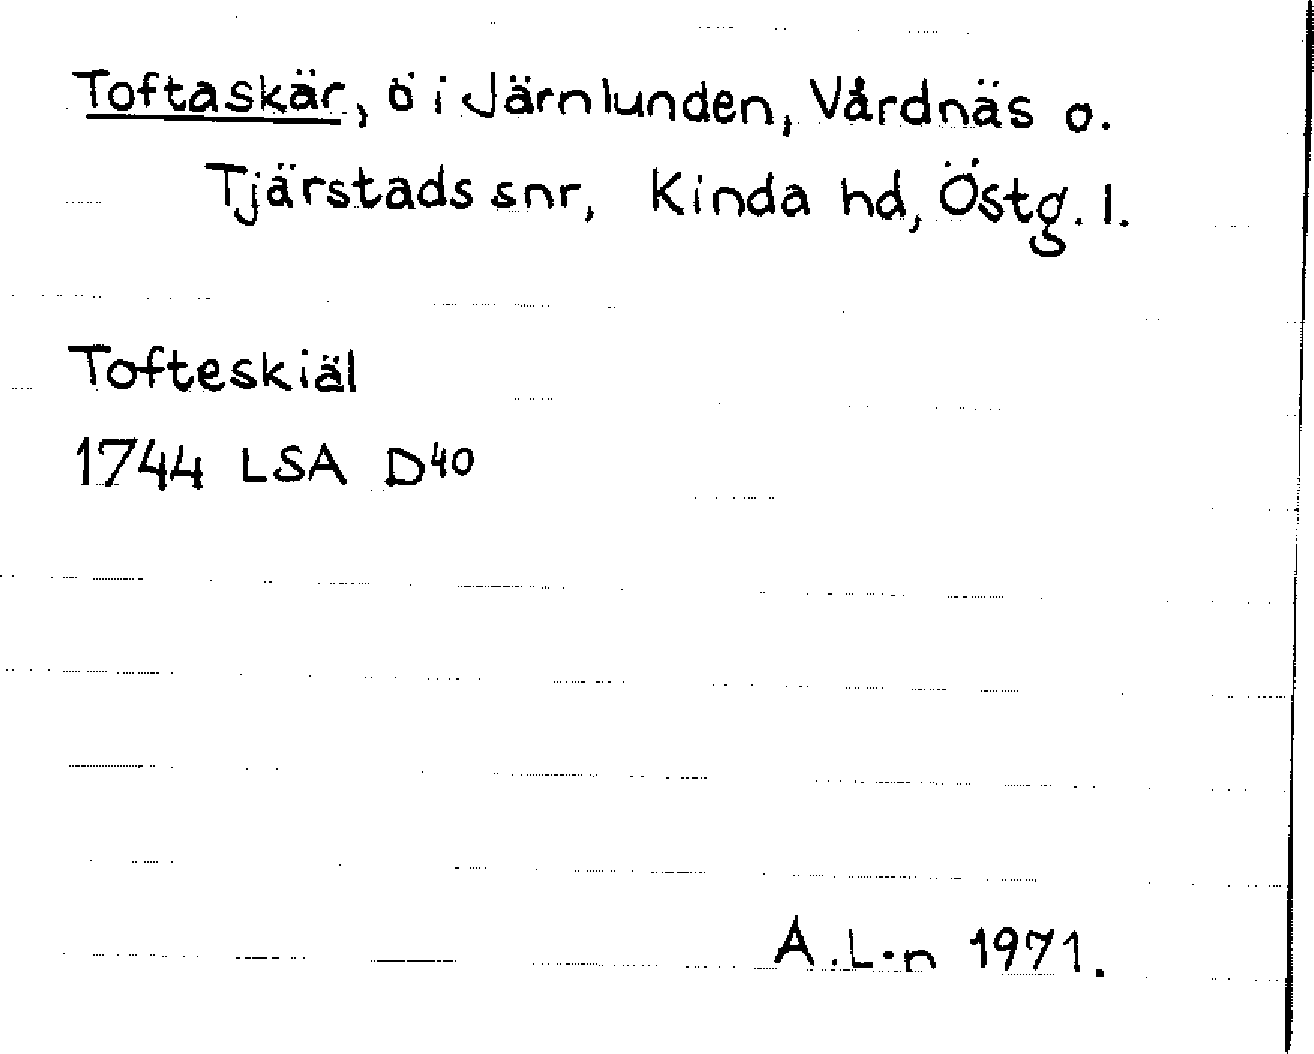 Toftaskär, ö i Järnlunden, Vårdnäs o.
Tjärstads snr, Kinda hd, Östg. l.
Tofteskiäl
1744 LSA D40
A.L-n 1971.